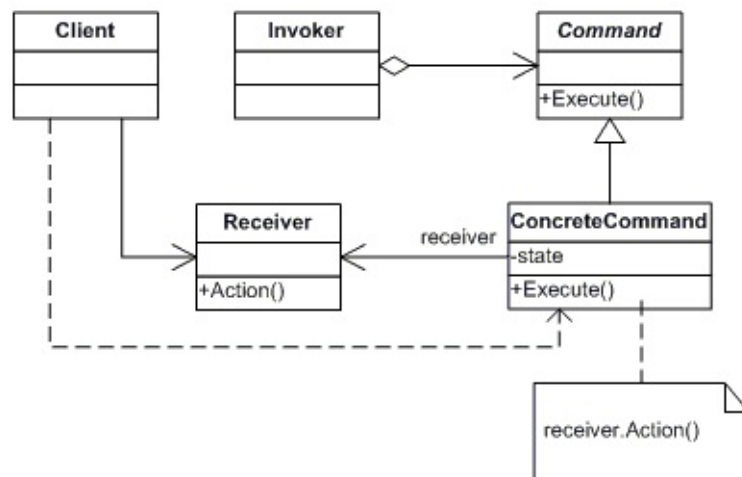 Client
Invoker
Command
+Execute()
Receiver
+Action()
receiver
ConcreteCommand
-state
+Execute()
receiver.Action()